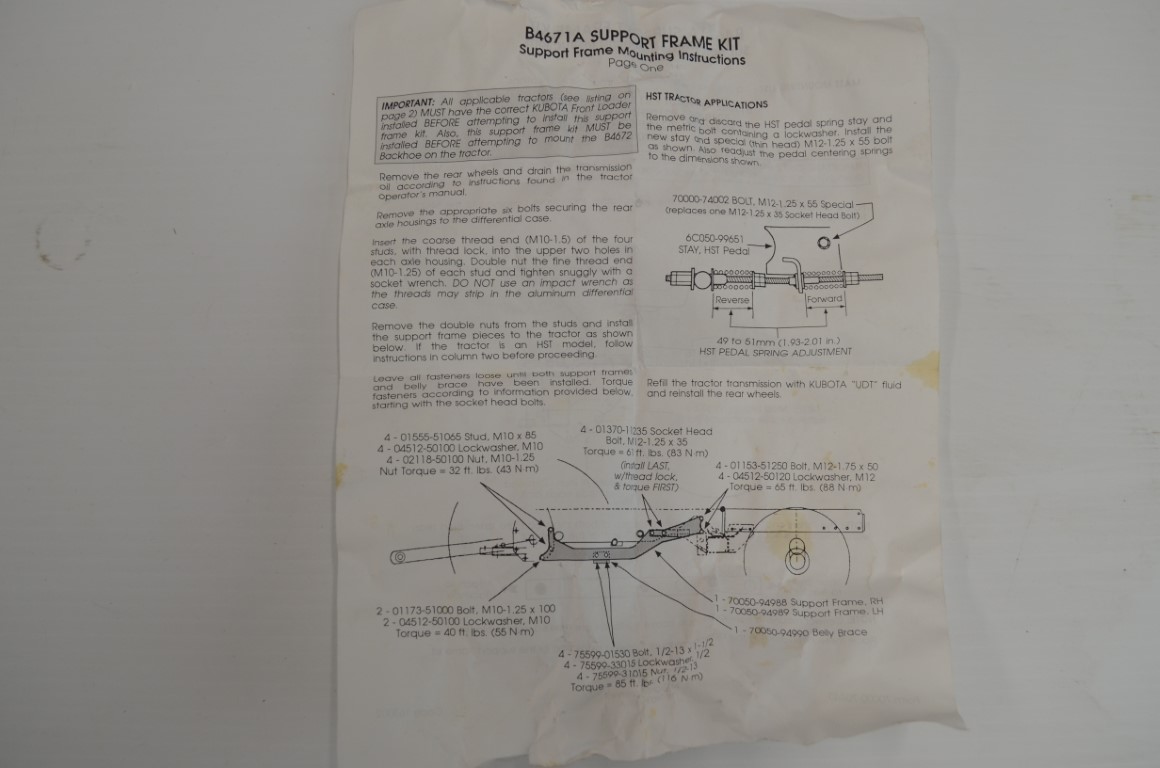 B4671A SUPPORT FRAME KIT
Support Frame Mounting Instructions
Page One
IMPORTANT: All applicable tractors (see listing on
page 2) MUST have the correct KUBOTA Front Loader
installed BEFORE attempting to install this support
frame kit. Also, this support frame kit MUST be
installed BEFORE attempting to mount the B4672
Backhoe on the tractor.
Remove the rear wheels and drain the transmission
oil according to instructions found in the tractor
operator's manual.
Remove the appropriate six bolts securing the rear
axle housings to the differential case.
Insert the coarse thread end (M10-1.5) of the four
studs, with thread lock, into the upper two holes in
each axle housing. Double nut the fine thread end
(M10-1.25) of each stud and tighten snuggly with a
socket wrench. DO NOT use an impact wrench as
the threads may strip in the aluminum differential
case.
Remove the double nuts from the studs and install
the support frame pieces to the tractor as shown
below. If the tractor is an HST model, follow
instructions in column two before proceeding.
Leave all fasteners loose until both support frames
and belly brace have been installed. Torque
fasteners according to information provided below,
starting with the socket head bolts.
HST TRACTOR APPLICATIONS
Remove and discard the HST pedal spring stay and
the metric bolt containing a lockwasher. Install the
new stay and special (thin head) M12-1.25 x 55 bolt
as shown. Also readjust the pedal centering springs
to the dimensions shown.
70000-74002 BOLT, M12-1.25 x 55 Special
(replaces one M12-1.25 x 35 Socket Head Bolt)
6C050-99651
STAY, HST Pedal
Reverse
Forward
49 to 51mm (1.93-2.01 in.)
HST PEDAL SPRING ADJUSTMENT
Refill the tractor transmission with KUBOTA "UDT" fluid
and reinstall the rear wheels.
4 - 01555-51065 Stud, M10 x 85
4 - 04512-50100 Lockwasher, M10
4 - 02118-50100 Nut, M10-1.25
Nut Torque = 32 ft. lbs. (43 N·m)
4 - 01370-11235 Socket Head
Bolt, M12-1.25 x 35
Torque = 61 ft. lbs. (83 N·m)
(install LAST,
w/thread lock,
& torque FIRST)
4 - 01153-51250 Bolt, M12-1.75 x 50
4 - 04512-50120 Lockwasher, M12
Torque = 65 ft. lbs. (88 N·m)
2 - 01173-51000 Bolt, M10-1.25 x 100
2 - 04512-50100 Lockwasher, M10
Torque = 40 ft. lbs. (55 N·m)
1 - 70050-94988 Support Frame, RH
1 - 70050-94989 Support Frame, LH
1 - 70050-94990 Belly Brace
4 - 75599-01530 Bolt, 1/2-13 x 1-1/2
4 - 75599-33015 Lockwasher, 1/2
4 - 75599-31015 Nut, 1/2-13
Torque = 85 ft. lbs. (116 N·m)